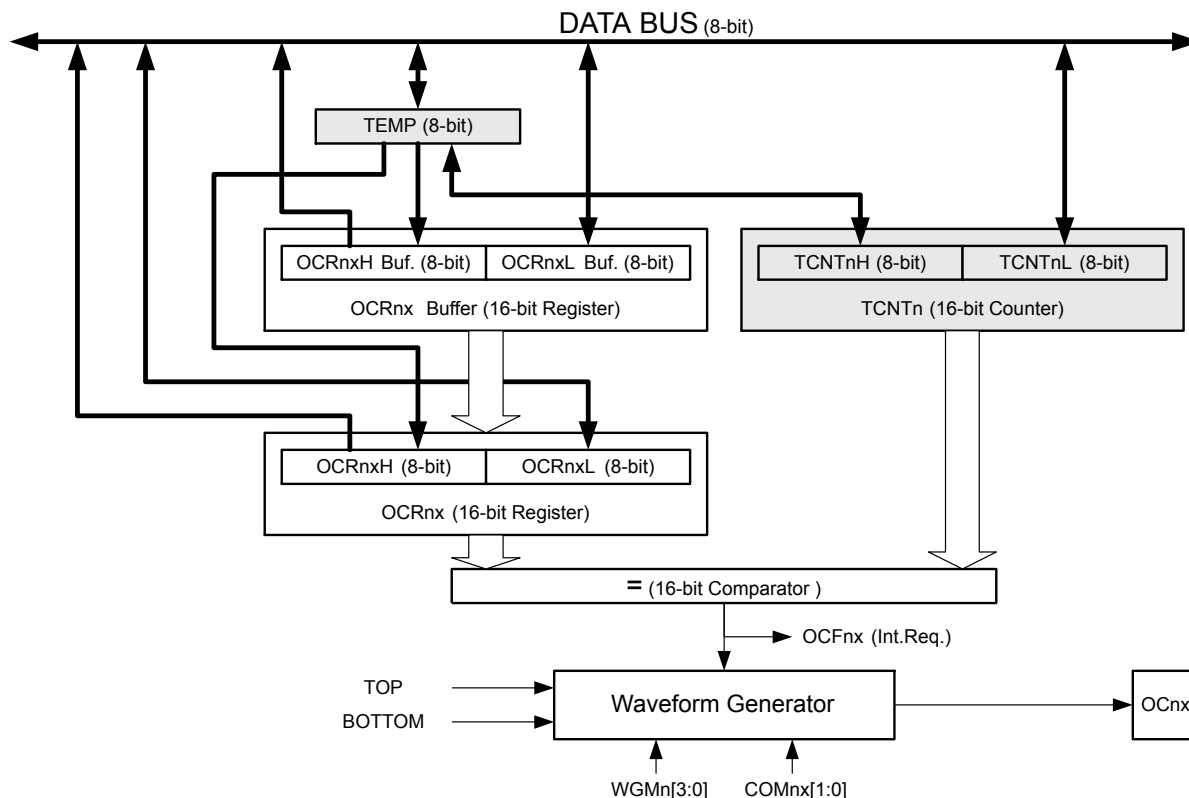 DATA BUS (8-bit)
TEMP (8-bit)
OCRnxH Buf. (8-bit)
OCRnxL Buf. (8-bit)
OCRnx Buffer (16-bit Register)
TCNTnH (8-bit)
TCNTnL (8-bit)
TCNTn (16-bit Counter)
OCRnxH (8-bit)
OCRnxL (8-bit)
OCRnx (16-bit Register)
= (16-bit Comparator )
OCFnx (Int.Req.)
TOP
BOTTOM
Waveform Generator
OCnx
WGMn[3:0]
COMnx[1:0]